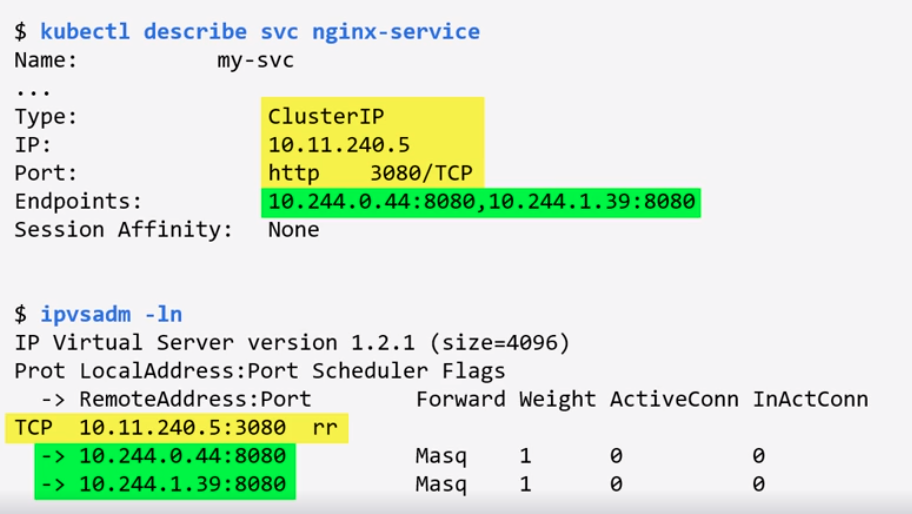 $ kubectl describe svc nginx-service
Name: my-svc
...
Type: ClusterIP
IP: 10.11.240.5
Port: http 3080/TCP
Endpoints: 10.244.0.44:8080,10.244.1.39:8080
Session Affinity: None
$ ipvsadm -ln
IP Virtual Server version 1.2.1 (size=4096)
Prot LocalAddress:Port Scheduler Flags
-> RemoteAddress:Port Forward Weight ActiveConn InActConn
TCP 10.11.240.5:3080 rr
-> 10.244.0.44:8080 Masq 1 0 0
-> 10.244.1.39:8080 Masq 1 0 0